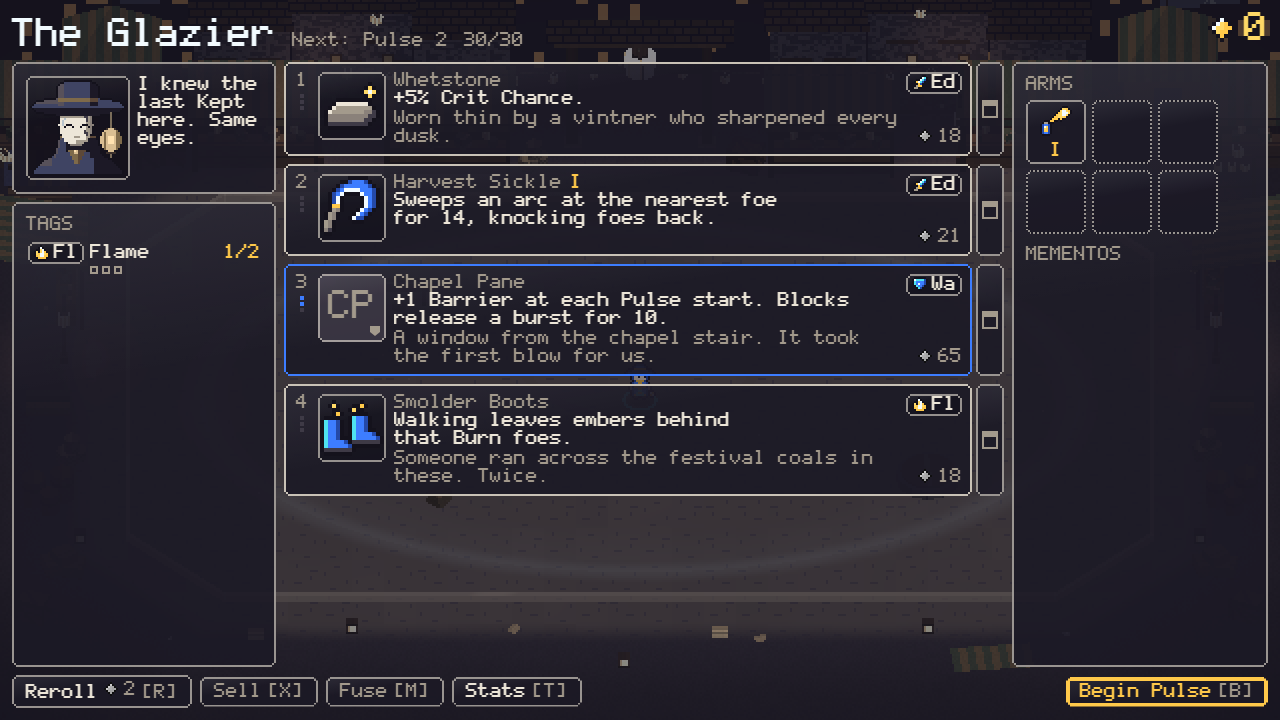 The Glazier
Next: Pulse 2 30/30
0
I knew the
last Kept
here. Same
eyes.
TAGS
Fl Flame 1/2
1
Whetstone
Ed
+5% Crit Chance.
Worn thin by a vintner who sharpened every
dusk.
18
2
Harvest Sickle I
Ed
Sweeps an arc at the nearest foe
for 14, knocking foes back.
21
3
CP
Chapel Pane
Wa
+1 Barrier at each Pulse start. Blocks
release a burst for 10.
A window from the chapel stair. It took
the first blow for us.
65
4
Smolder Boots
Fl
Walking leaves embers behind
that Burn foes.
Someone ran across the festival coals in
these. Twice.
18
ARMS
I
MEMENTOS
Reroll 2 [R]
Sell [X]
Fuse [M]
Stats [T]
Begin Pulse [B]